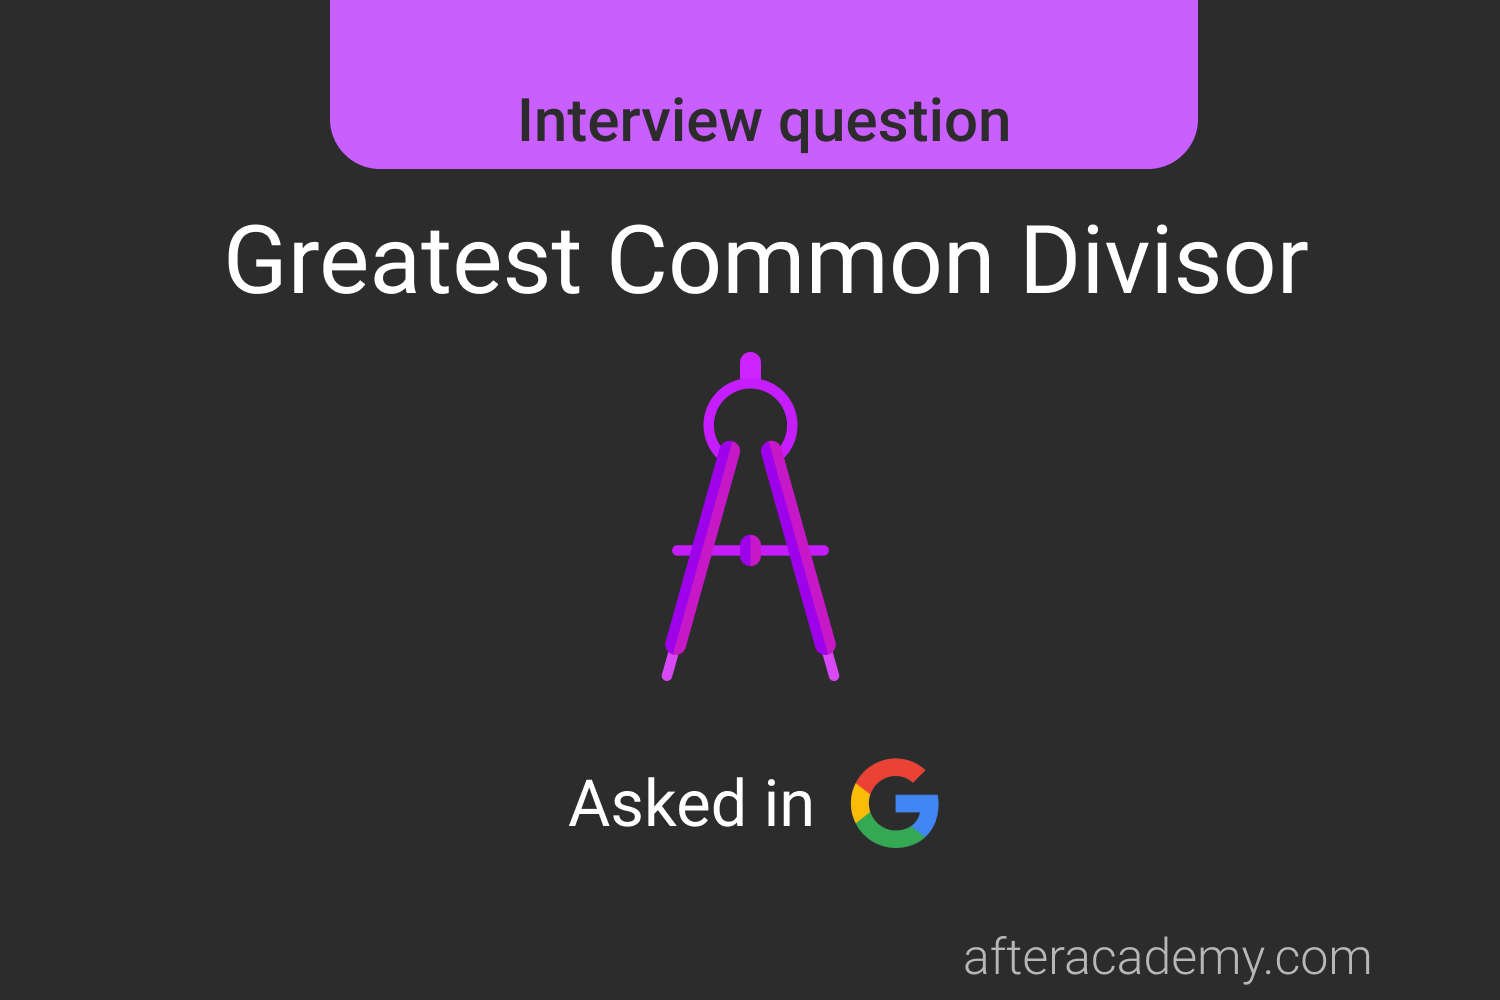 Interview question
Greatest Common Divisor
Asked in G
afteracademy.com